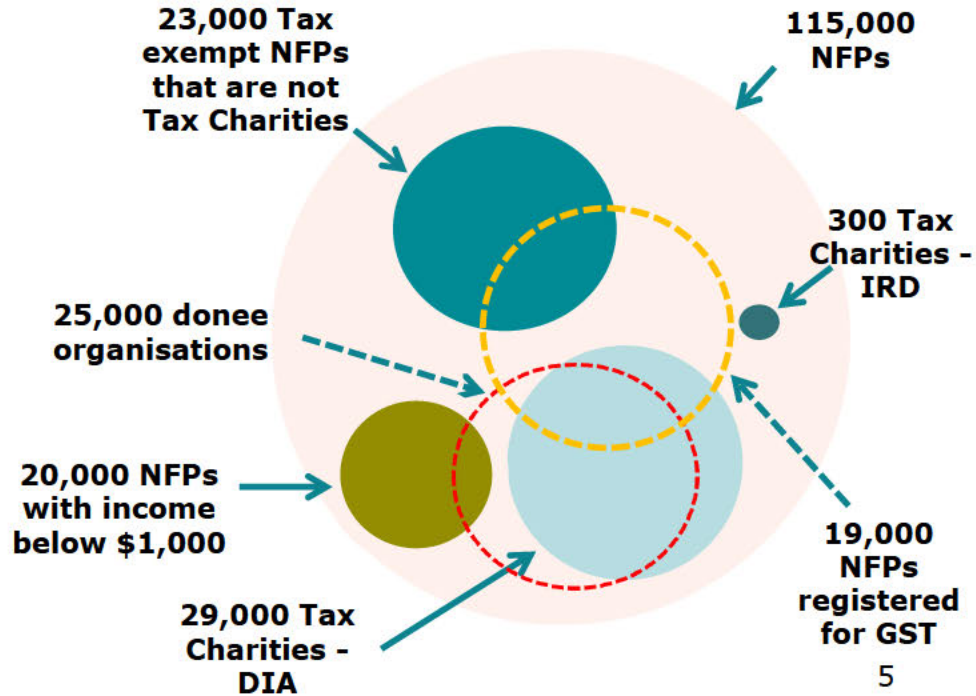 23,000 Tax
exempt NFPs
that are not
Tax Charities
115,000
NFPs
300 Tax
Charities –
IRD
25,000 donee
organisations
20,000 NFPs
with income
below $1,000
19,000
NFPs
registered
for GST
29,000 Tax
Charities –
DIA
5